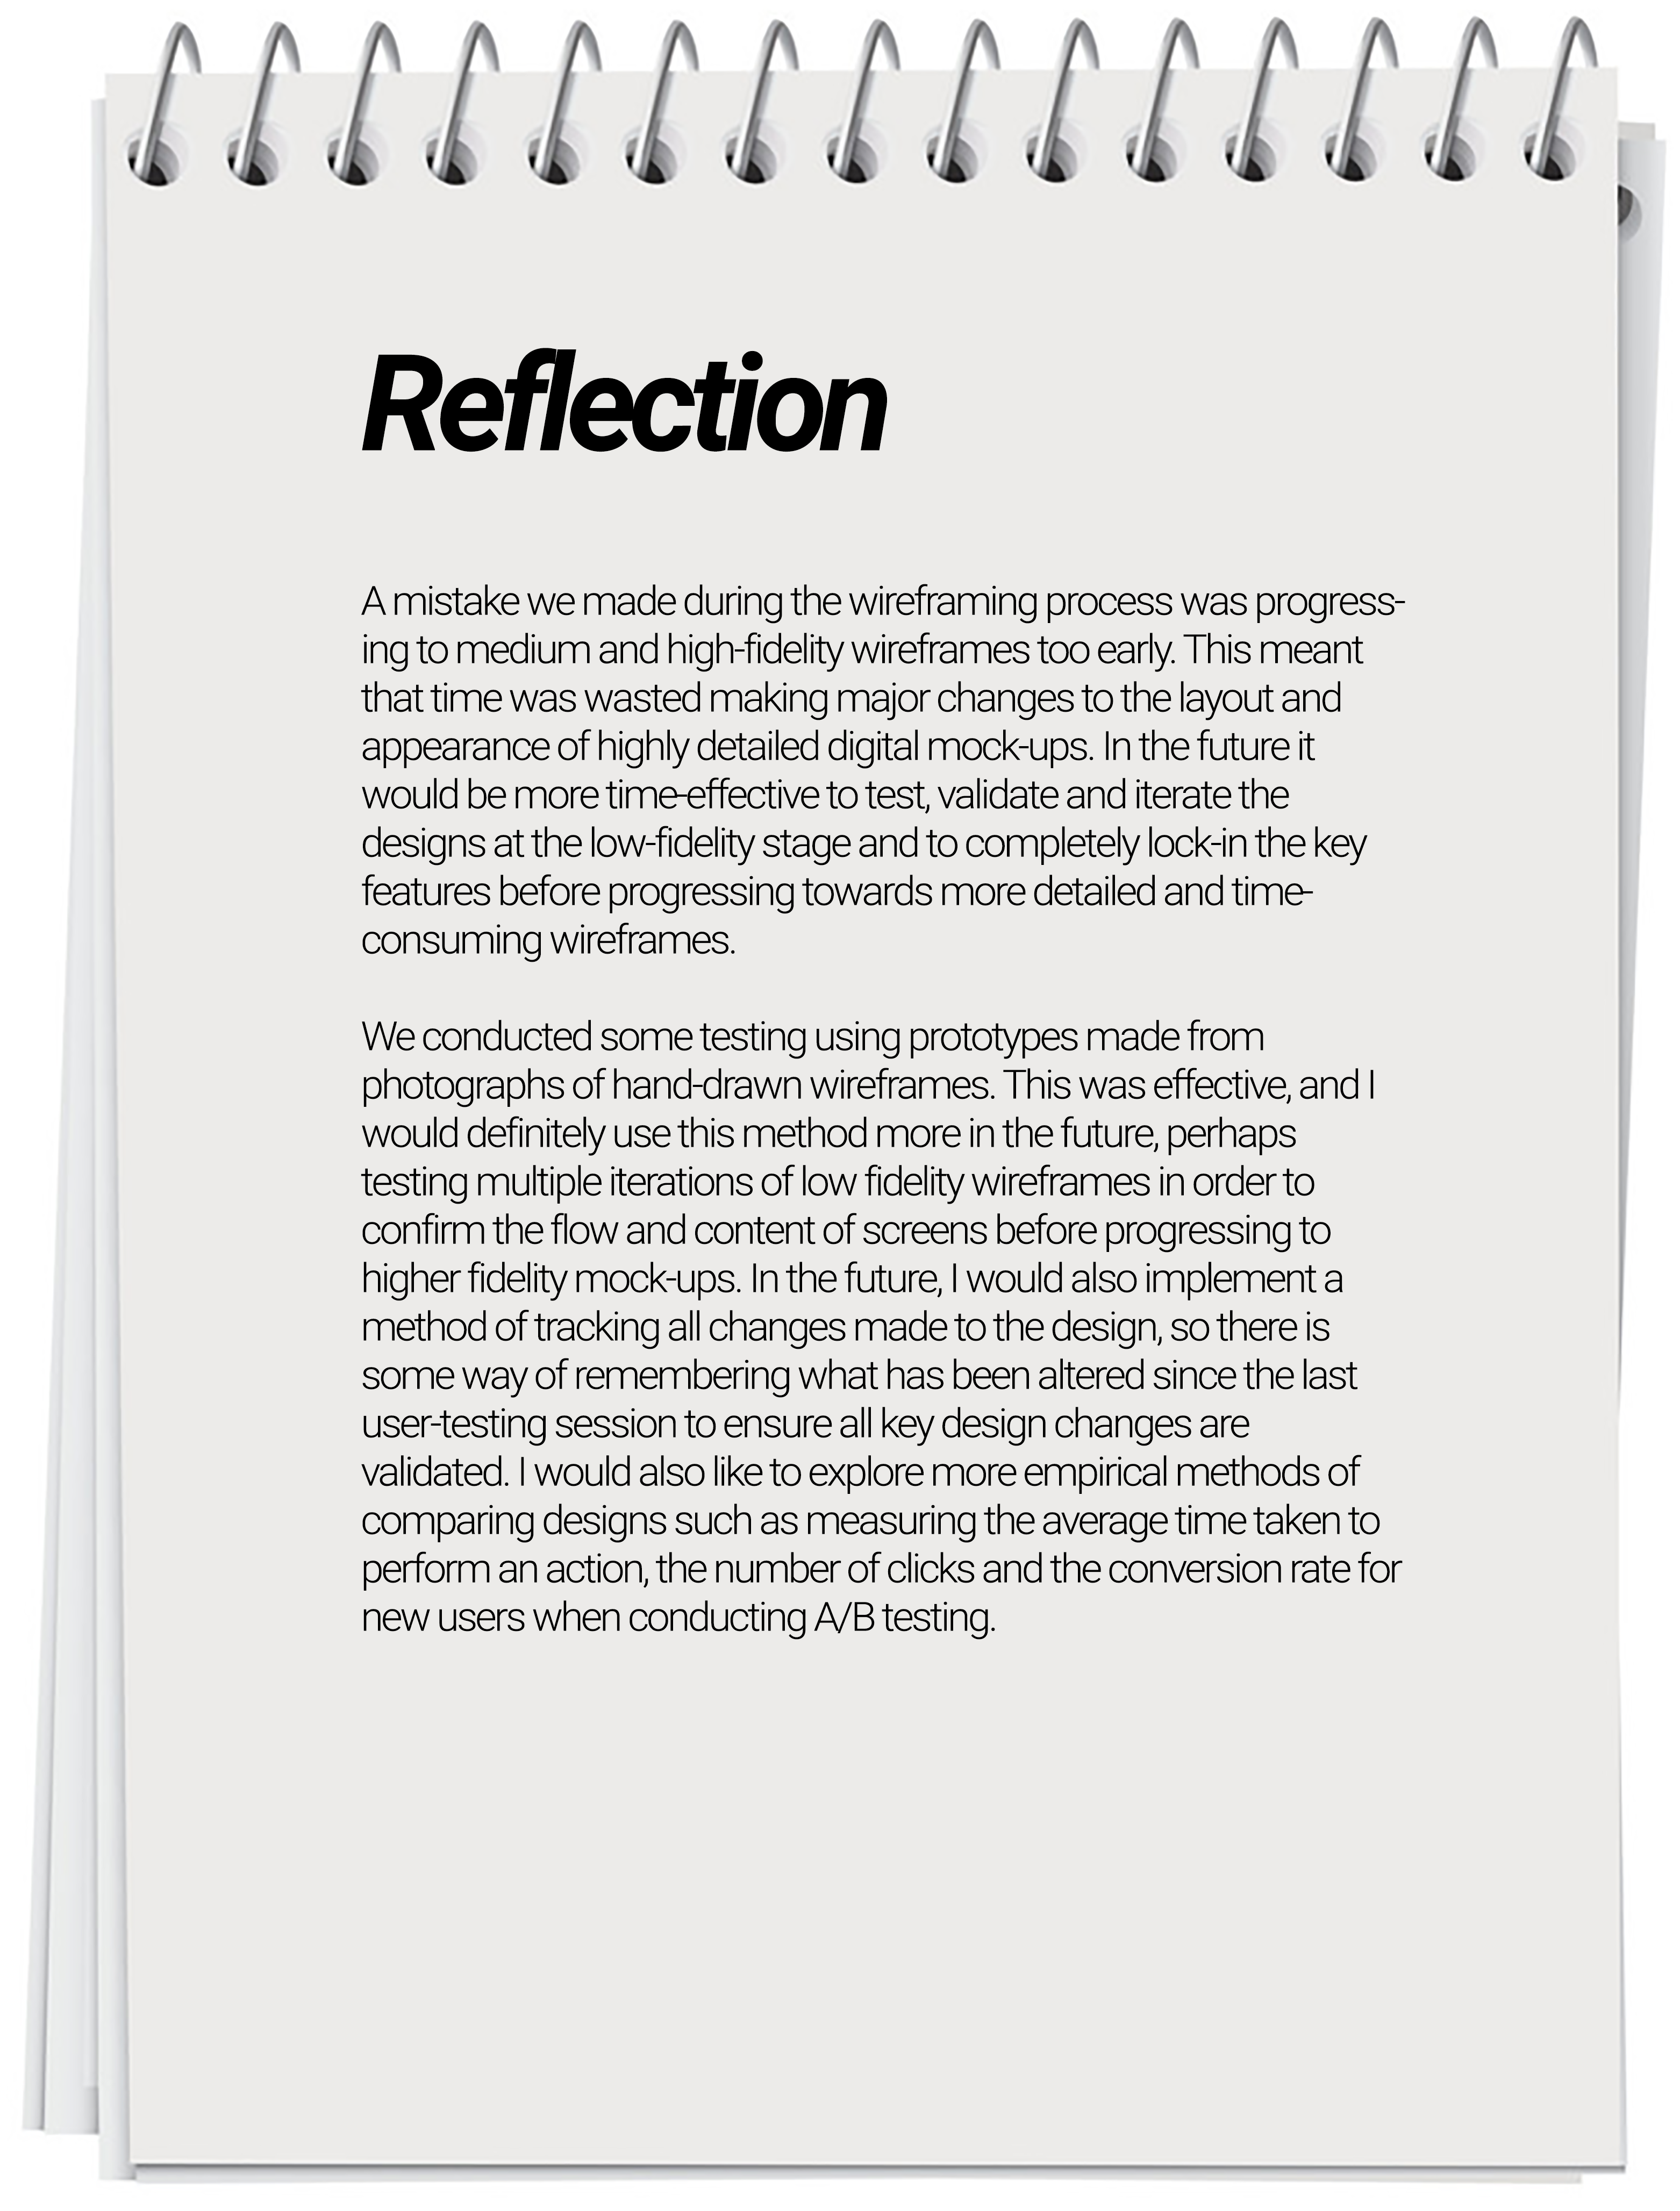 Reflection
A mistake we made during the wireframing process was progress-
ing to medium and high-fidelity wireframes too early. This meant
that time was wasted making major changes to the layout and
appearance of highly detailed digital mock-ups. In the future it
would be more time-effective to test, validate and iterate the
designs at the low-fidelity stage and to completely lock-in the key
features before progressing towards more detailed and time-
consuming wireframes.
We conducted some testing using prototypes made from
photographs of hand-drawn wireframes. This was effective, and I
would definitely use this method more in the future, perhaps
testing multiple iterations of low fidelity wireframes in order to
confirm the flow and content of screens before progressing to
higher fidelity mock-ups. In the future, I would also implement a
method of tracking all changes made to the design, so there is
some way of remembering what has been altered since the last
user-testing session to ensure all key design changes are
validated. I would also like to explore more empirical methods of
comparing designs such as measuring the average time taken to
perform an action, the number of clicks and the conversion rate for
new users when conducting A/B testing.